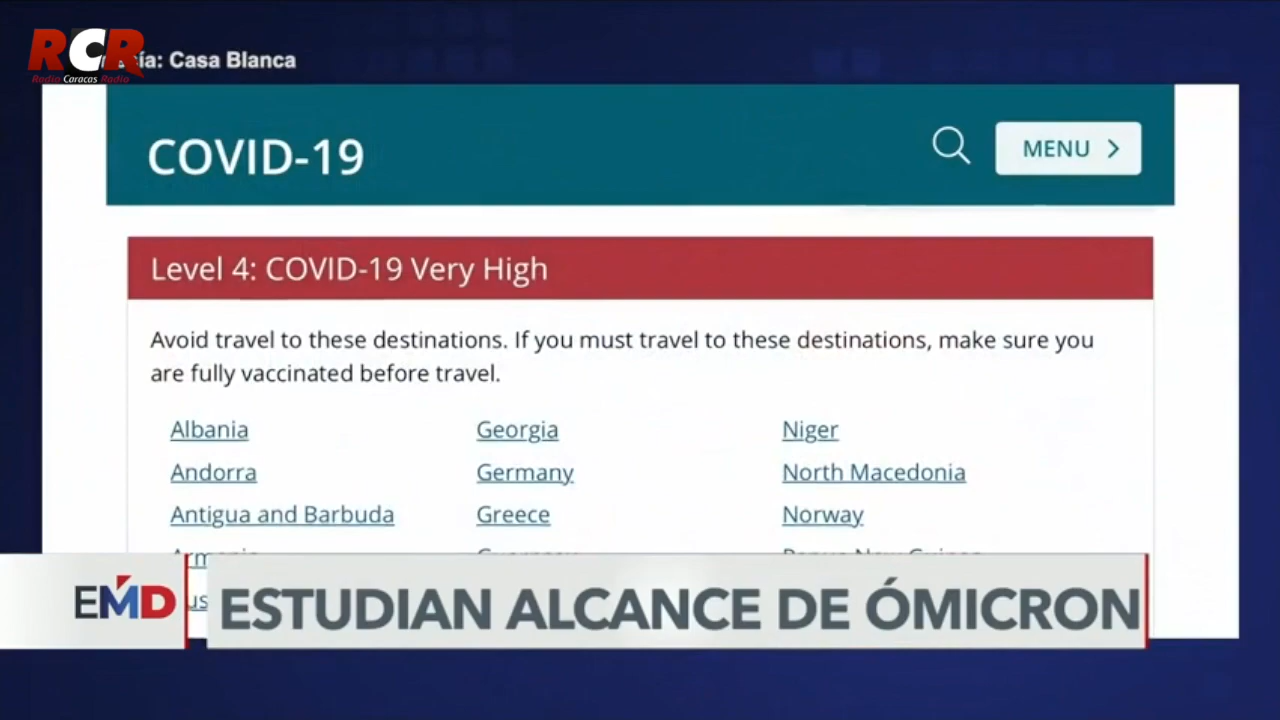 RCR
Radio Caracas Radio
Casa Blanca
COVID-19
MENU
Level 4: COVID-19 Very High
Avoid travel to these destinations. If you must travel to these destinations, make sure you
are fully vaccinated before travel.
Albania Georgia Niger
Andorra Germany North Macedonia
Antigua and Barbuda Greece Norway
EMD
ESTUDIAN ALCANCE DE ÓMICRON